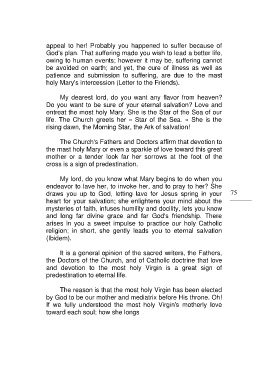 appeal to her! Probably you happened to suffer because of
God's plan. That suffering made you wish to lead a better life,
owing to human events; however it may be, suffering cannot
be avoided on earth; and yet, the cure of illness as well as
patience and submission to suffering, are due to the mast
holy Mary's Intercession (Letter to the Friends).
My dearest lord, do you want any flavor from heaven?
Do you want to be sure of your eternal salvation? Love and
entreat the most holy Mary. She is the Star of the Sea of our
life. The Church greets her « Star of the Sea. » She is the
rising dawn, the Morning Star, the Ark of salvation!
The Church's Fathers and Doctors affirm that devotion to
the mast holy Mary or even a sparkle of love toward this great
mother or a tender look far her sorrows at the foot of the
cross is a sign of predestination.
My lord, do you know what Mary begins to do when you
endeavor to lave her, to invoke her, and to pray to her? She
draws you up to God, letting lave for Jesus spring in your
heart for your salvation; she enlightens your mind about the
mysteries of faith, infuses humility and docility, lets you know
and long far divine grace and far God's friendship. There
arises in you a sweet impulse to practice our holy Catholic
religion; in short, she gently leads you to eternal salvation
(Ibidem).
It is a general opinion of the sacred writers, the Fathers,
the Doctors of the Church, and of Catholic doctrine that love
and devotion to the most holy Virgin is a great sign of
predestination to eternal life.
The reason is that the most holy Virgin has been elected
by God to be our mother and mediatrix before His throne. Oh!
If we fully understood the most holy Virgin's motherly love
toward each soul; how she longs
75